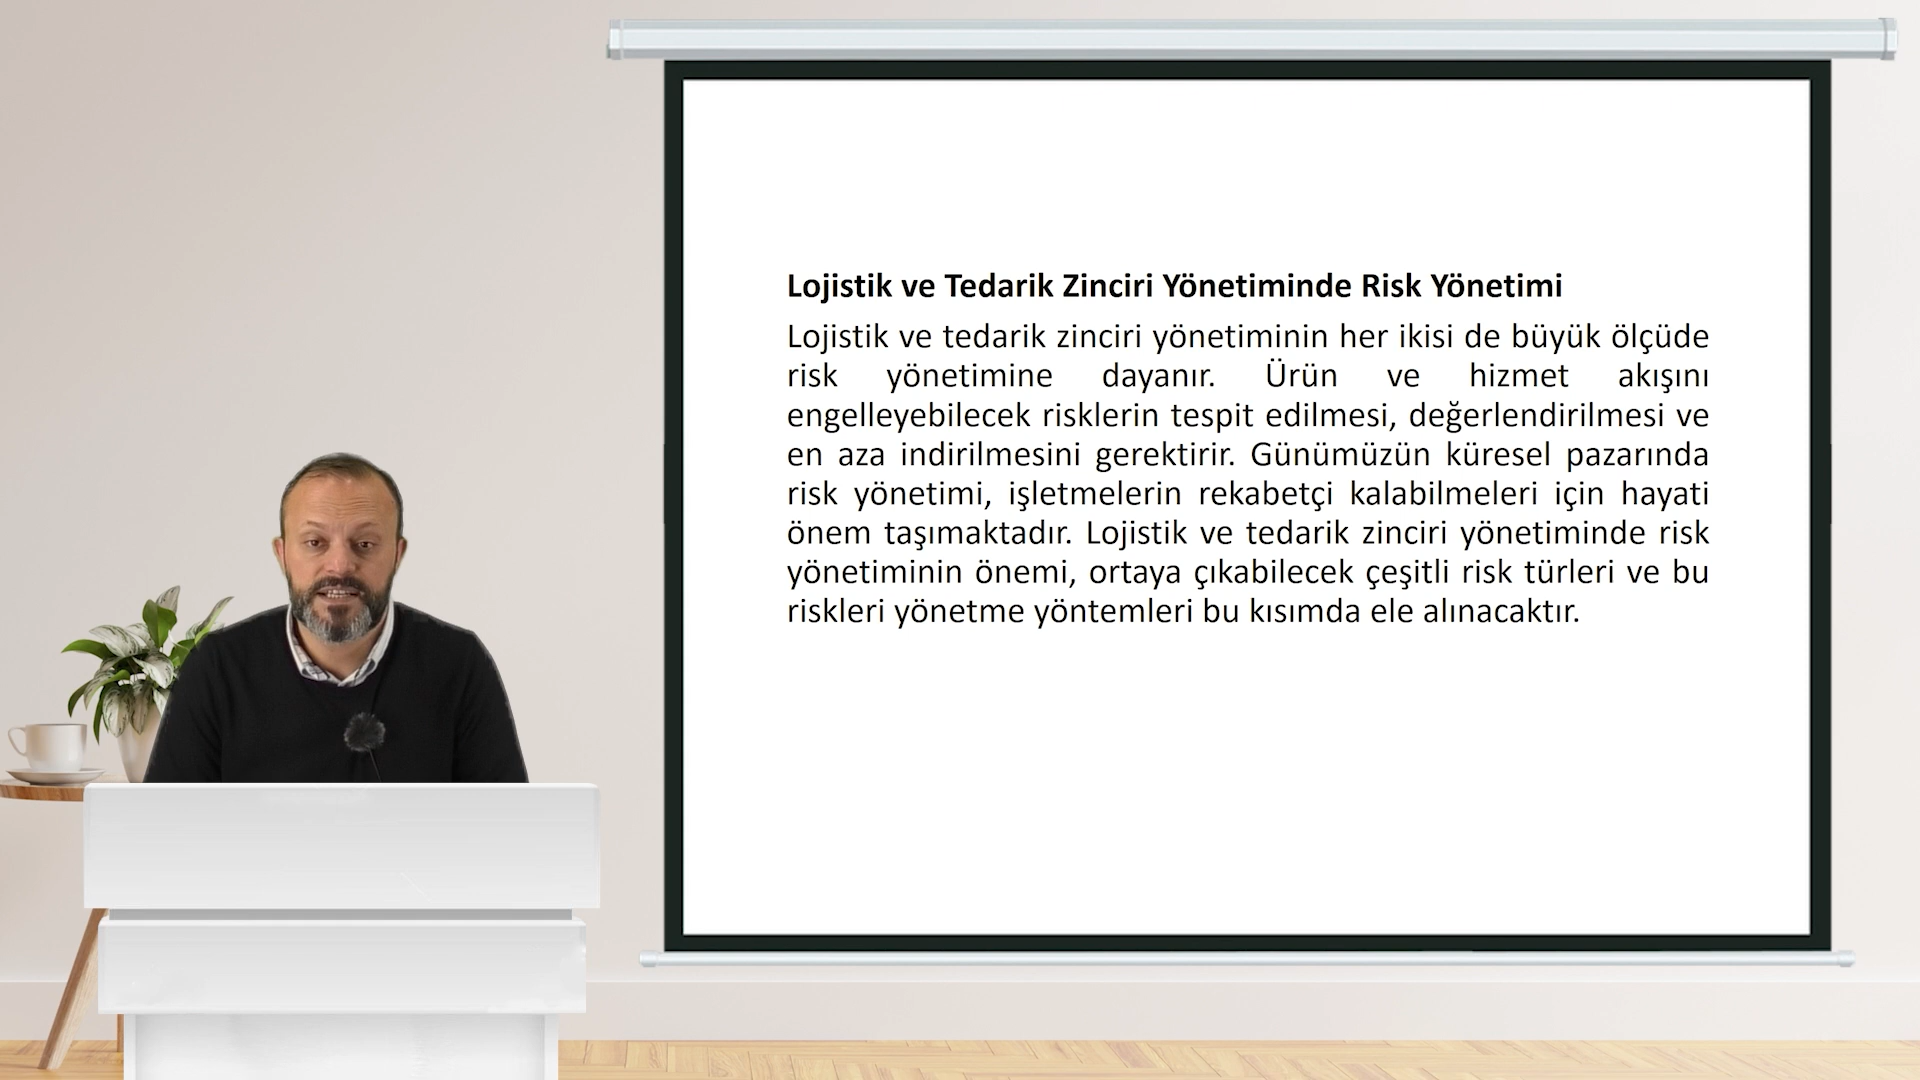 Lojistik ve Tedarik Zinciri Yönetiminde Risk Yönetimi
Lojistik ve tedarik zinciri yönetiminin her ikisi de büyük ölçüde
risk yönetimine dayanır. Ürün ve hizmet akışını
engelleyebilecek risklerin tespit edilmesi, değerlendirilmesi ve
en aza indirilmesini gerektirir. Günümüzün küresel pazarında
risk yönetimi, işletmelerin rekabetçi kalabilmeleri için hayati
önem taşımaktadır. Lojistik ve tedarik zinciri yönetiminde risk
yönetiminin önemi, ortaya çıkabilecek çeşitli risk türleri ve bu
riskleri yönetme yöntemleri bu kısımda ele alınacaktır.